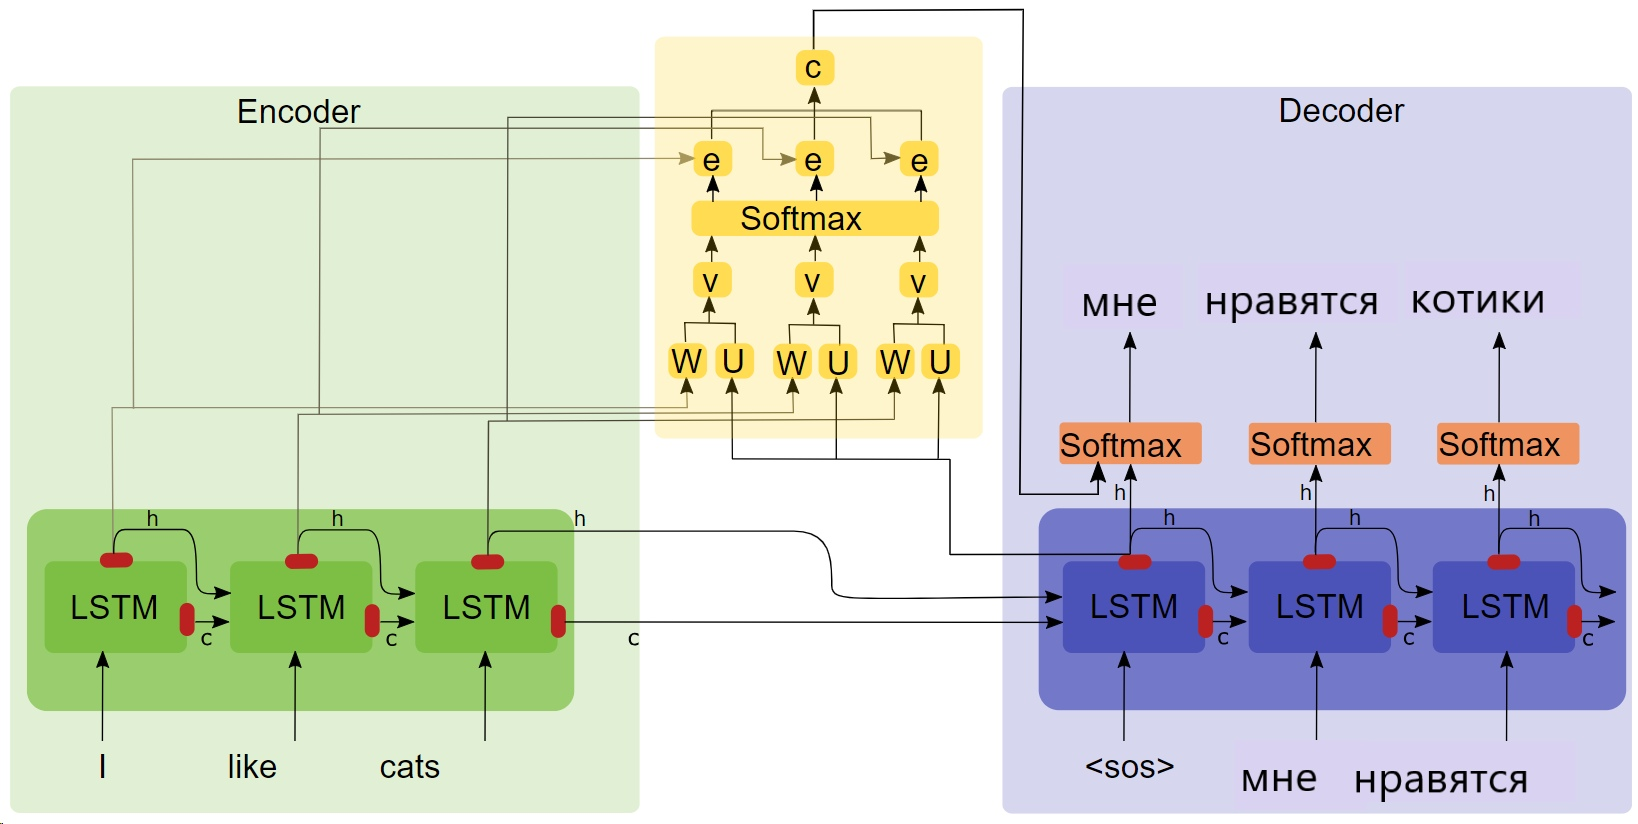 Encoder
Decoder
c
e e e
Softmax
v v v
W U W U W U
мне нравятся котики
Softmax Softmax Softmax
h h h
h h h h h h
LSTM LSTM LSTM LSTM LSTM LSTM
c c c c c c
I like cats <sos> мне нравятся